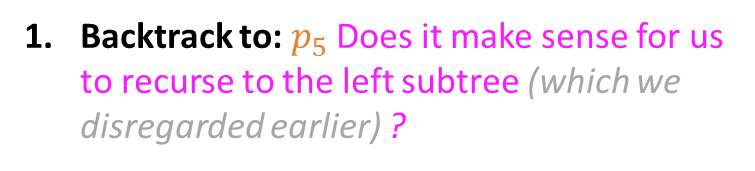 1. Backtrack to: p₅ Does it make sense for us
to recurse to the left subtree (which we
disregarded earlier) ?